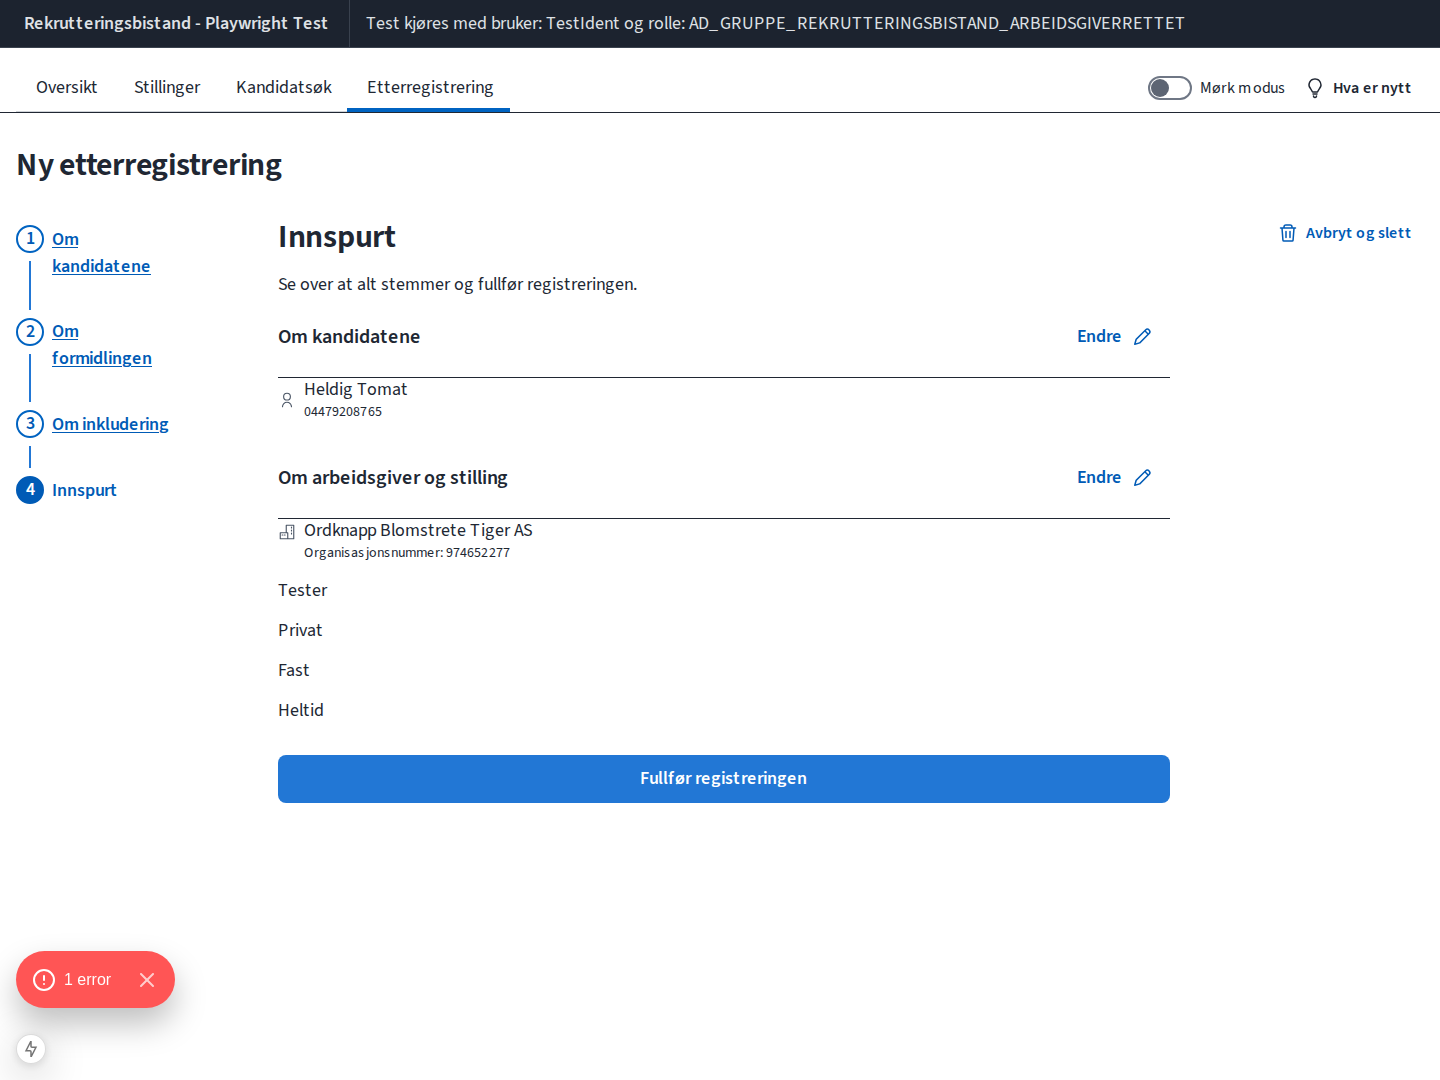 Rekrutteringsbistand - Playwright Test
Test kjøres med bruker: TestIdent og rolle: AD_GRUPPE_REKRUTTERINGSBISTAND_ARBEIDSGIVERRETTET
Oversikt
Stillinger
Kandidatsøk
Etterregistrering
Mørk modus
Hva er nytt
Ny etterregistrering
1 Om
kandidatene
2 Om
formidlingen
3 Om inkludering
4 Innspurt
Innspurt
Avbryt og slett
Se over at alt stemmer og fullfør registreringen.
Om kandidatene
Endre
Heldig Tomat
04479208765
Om arbeidsgiver og stilling
Endre
Ordknapp Blomstrete Tiger AS
Organisasjonsnummer: 974652277
Tester
Privat
Fast
Heltid
Fullfør registreringen
1 error